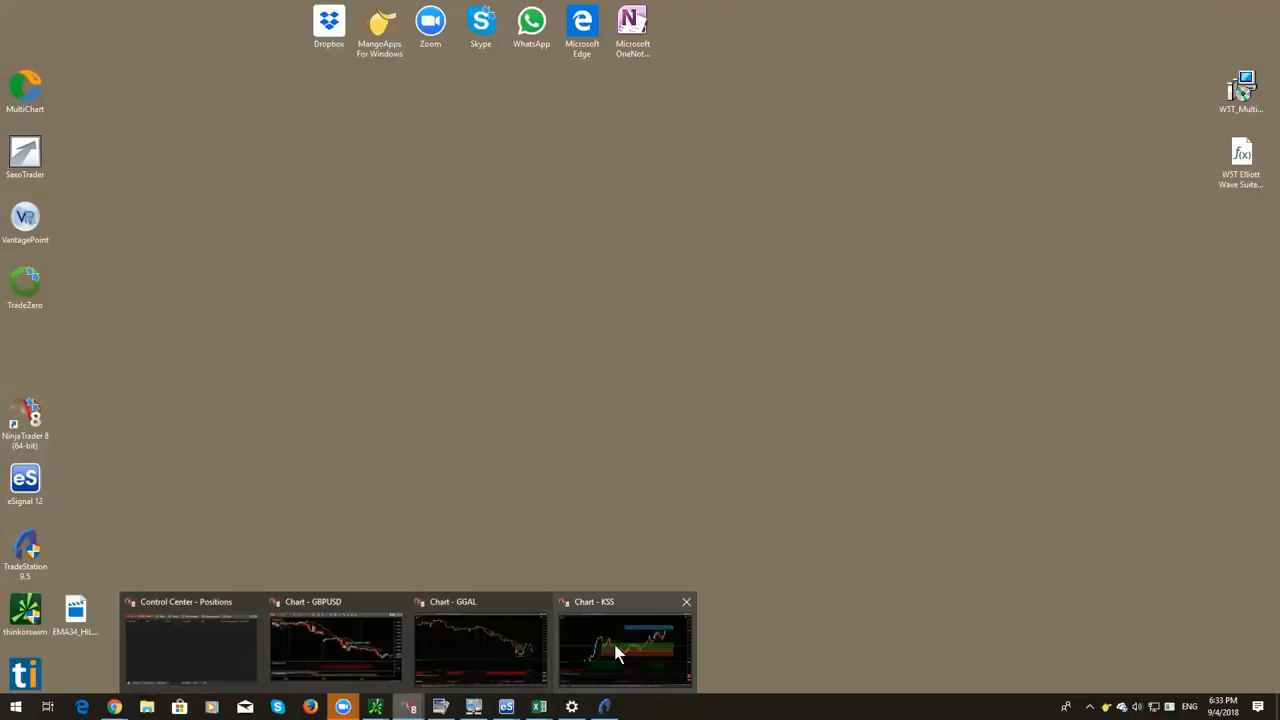 Dropbox
MangoApps
For Windows
Zoom
Skype
WhatsApp
Microsoft
Edge
Microsoft
OneNot...
MultiChart
W5T_Multi...
SaxoTrader
W5T Elliott
Wave Suite...
VantagePoint
TradeZero
NinjaTrader 8
(64-bit)
eSignal 12
TradeStation
9.5
thinkorswim
EMA34_HiL...
Control Center - Positions
Chart - GBPUSD
Chart - GGAL
Chart - KSS
ENG
6:33 PM
9/4/2018